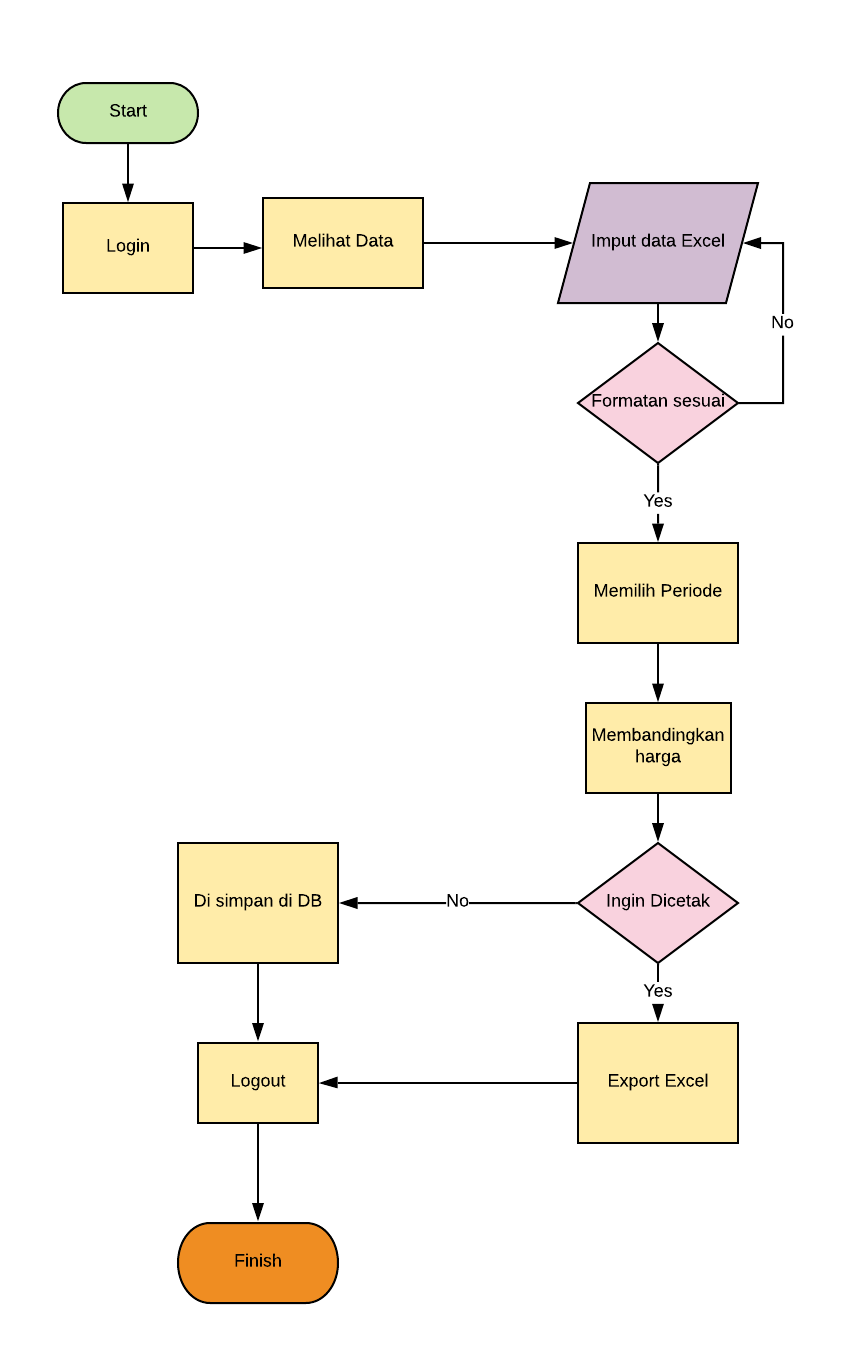 Start
Login
Melihat Data
Imput data Excel
No
Formatan sesuai
Yes
Memilih Periode
Membandingkan
harga
Ingin Dicetak
No
Di simpan di DB
Yes
Export Excel
Logout
Finish